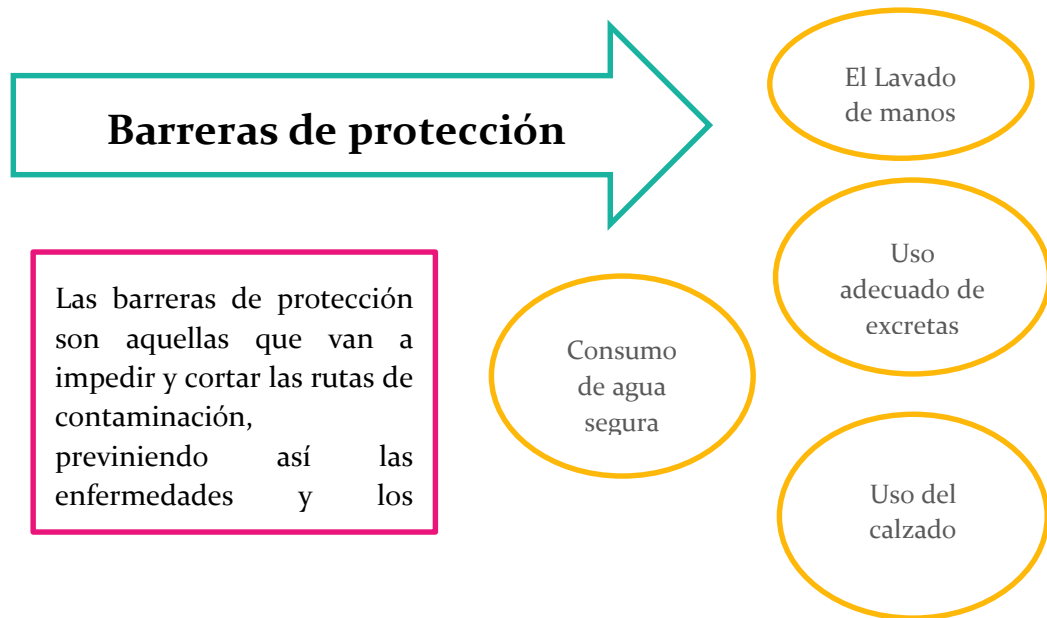 Barreras de protección
El Lavado
de manos
Las barreras de protección
son aquellas que van a
impedir y cortar las rutas de
contaminación,
previniendo así las
enfermedades y los
Consumo
de agua
segura
Uso
adecuado de
excretas
Uso del
calzado